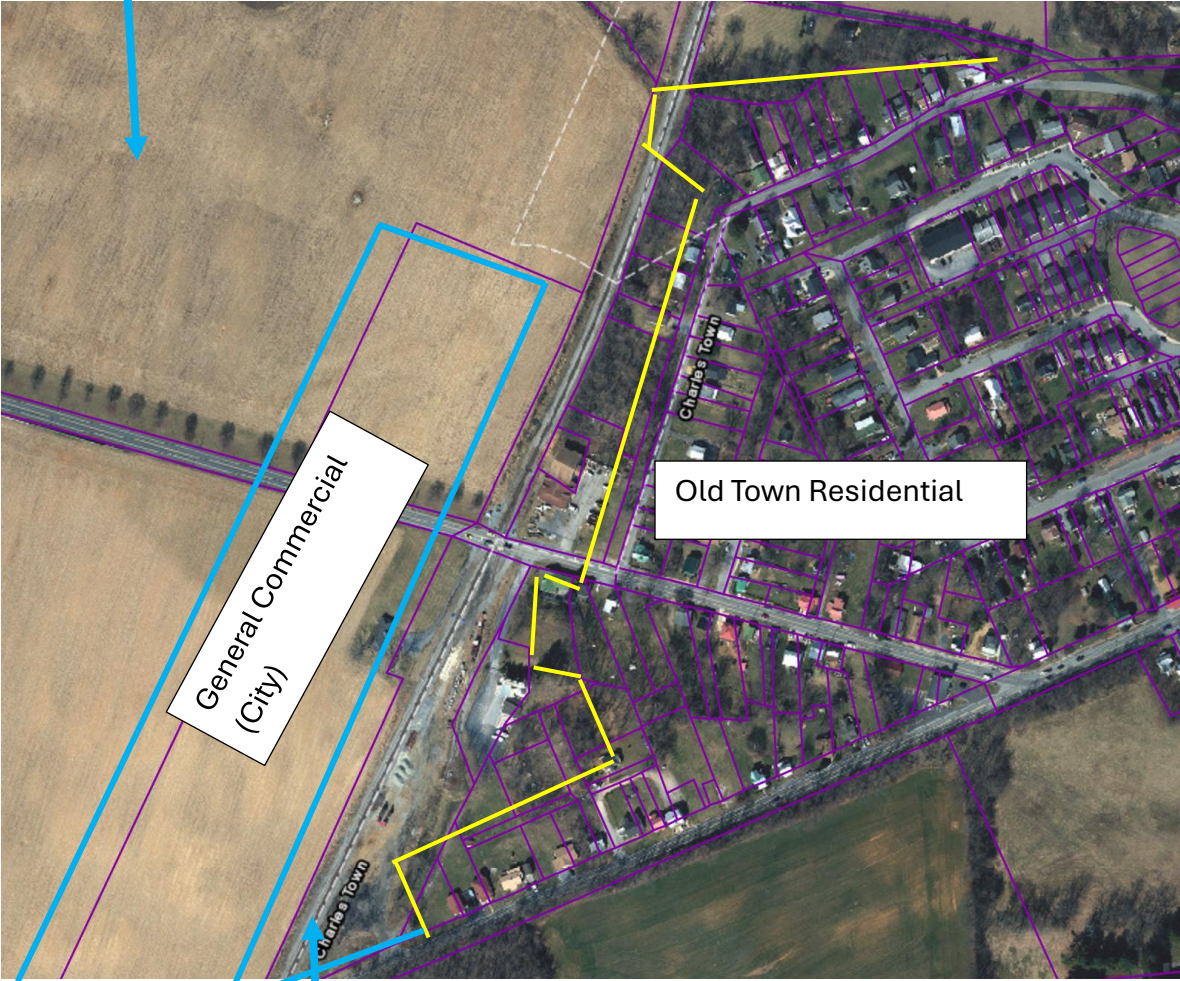 Charles Town
General Commercial
(City)
Old Town Residential
Charles Town